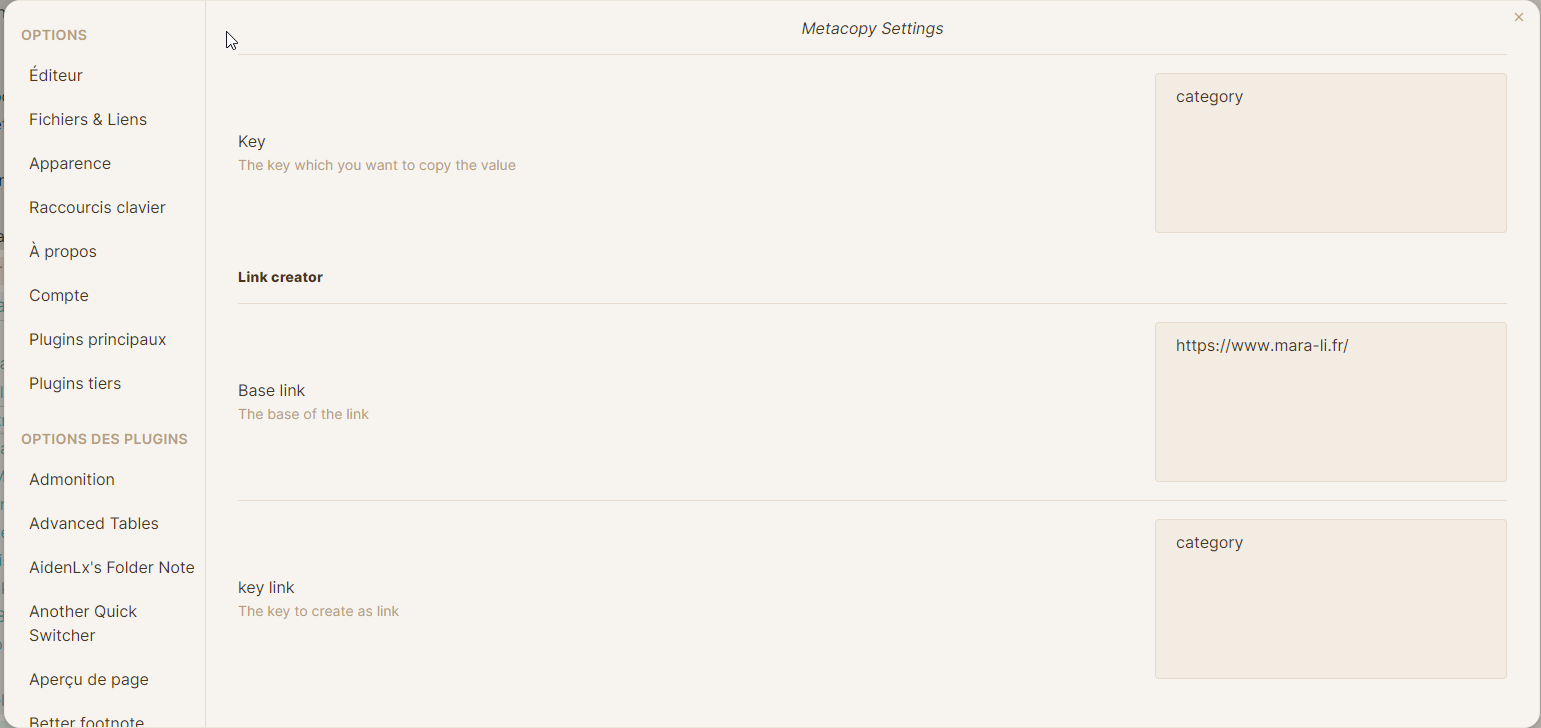 OPTIONS
Éditeur
Fichiers & Liens
Apparence
Raccourcis clavier
À propos
Compte
Plugins principaux
Plugins tiers
OPTIONS DES PLUGINS
Admonition
Advanced Tables
AidenLx's Folder Note
Another Quick
Switcher
Aperçu de page
Better footnote
Metacopy Settings
Key
The key which you want to copy the value
category
Link creator
Base link
The base of the link
https://www.mara-li.fr/
key link
The key to create as link
category